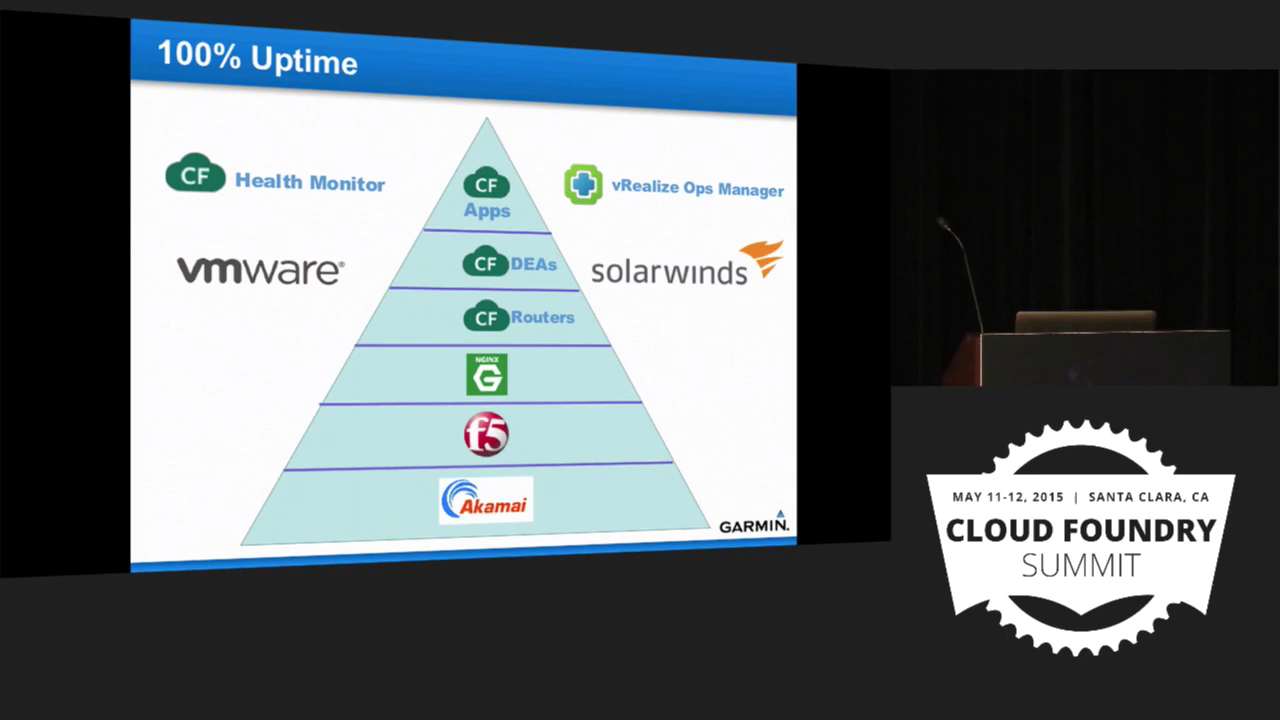 100% Uptime
CF Health Monitor
CF
Apps
vRealize Ops Manager
vmware®
CF DEAs
solarwinds
CF Routers
NGINX
G
f5
Akamai
GARMIN.
MAY 11-12, 2015 | SANTA CLARA, CA
CLOUD FOUNDRY
SUMMIT